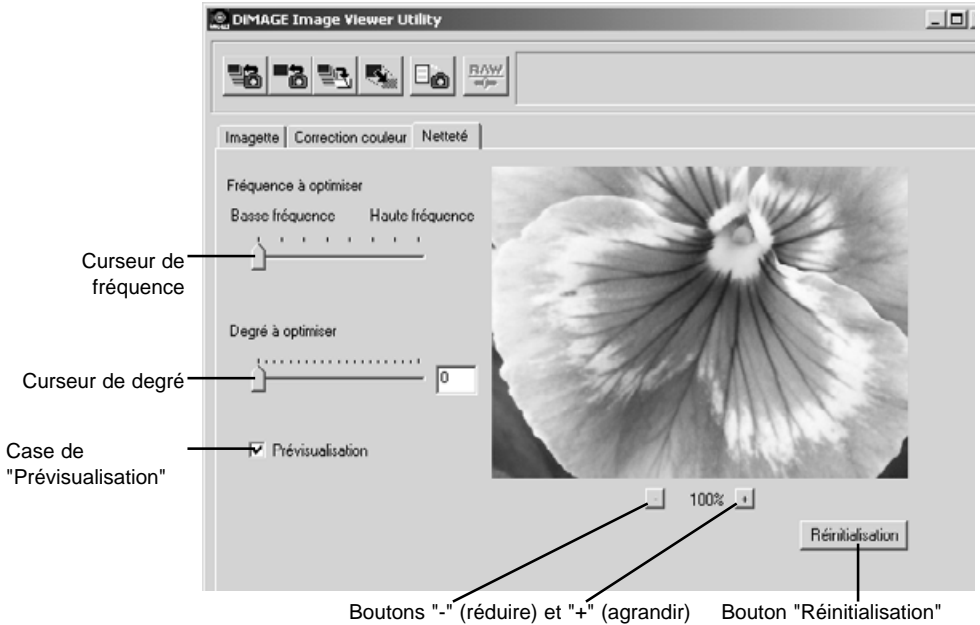 DiMAGE Image Viewer Utility
RAW
Imagette Correction couleur Netteté
Fréquence à optimiser
Basse fréquence Haute fréquence
Curseur de
fréquence
Degré à optimiser
Curseur de degré
0
Case de
"Prévisualisation"
Prévisualisation
- 100% +
Réinitialisation
Boutons "-" (réduire) et "+" (agrandir) Bouton "Réinitialisation"